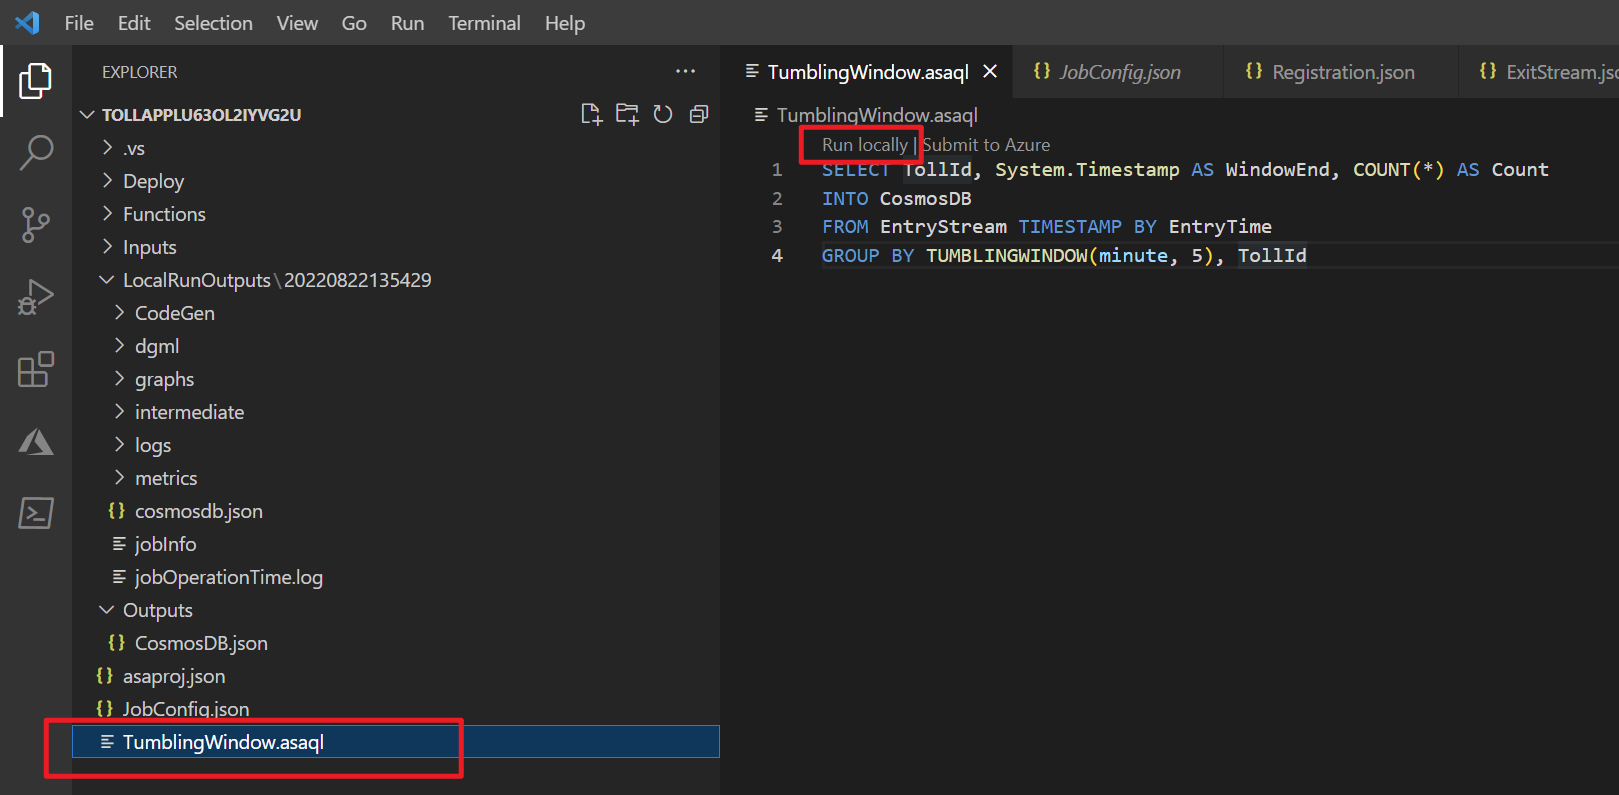 File Edit Selection View Go Run Terminal Help
EXPLORER
TOLLAPPLU63OL2IYVG2U
.vs
Deploy
Functions
Inputs
LocalRunOutputs\20220822135429
CodeGen
dgml
graphs
intermediate
logs
metrics
{} cosmosdb.json
jobInfo
jobOperationTime.log
Outputs
{} CosmosDB.json
{} asaproj.json
{} JobConfig.json
TumblingWindow.asaql
TumblingWindow.asaql {} JobConfig.json {} Registration.json {} ExitStream.jso
TumblingWindow.asaql
Run locally | Submit to Azure
1 SELECT TollId, System.Timestamp AS WindowEnd, COUNT(*) AS Count
2 INTO CosmosDB
3 FROM EntryStream TIMESTAMP BY EntryTime
4 GROUP BY TUMBLINGWINDOW(minute, 5), TollId